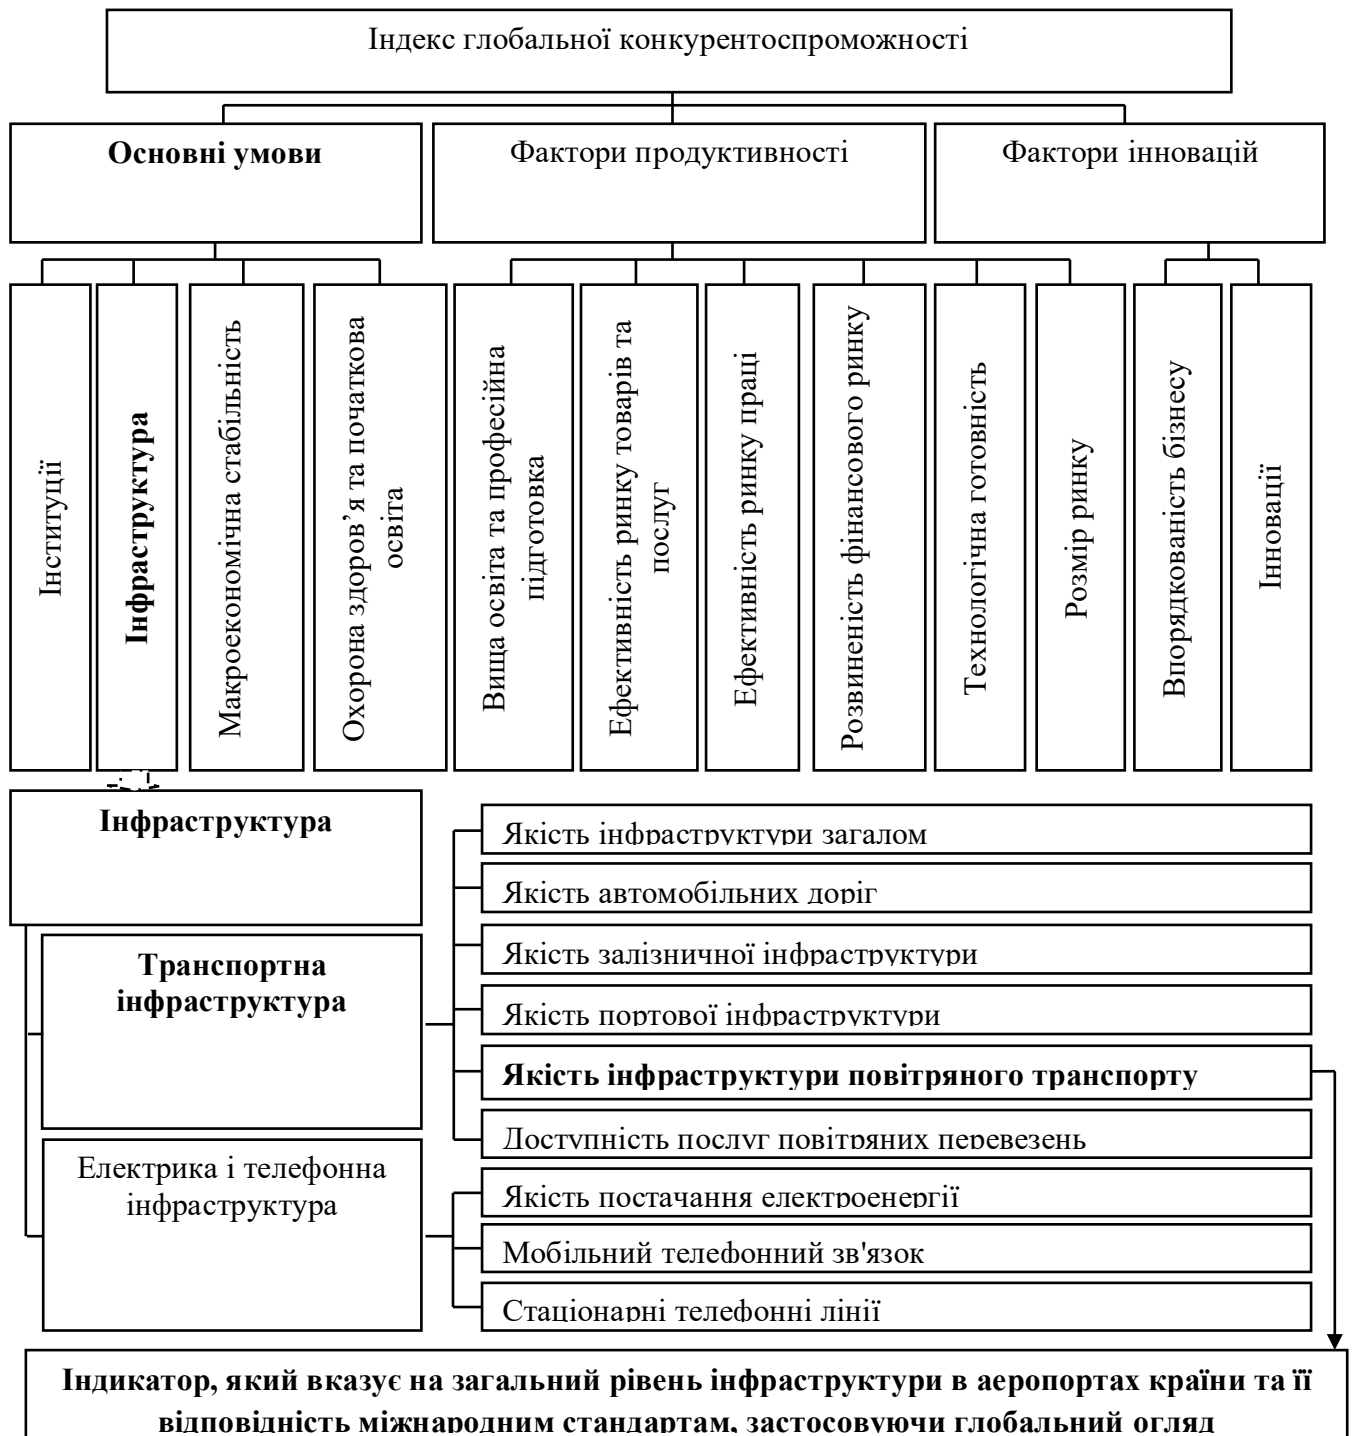 Індекс глобальної конкурентоспроможності
Основні умови
Фактори продуктивності
Фактори інновацій
Інституції
Інфраструктура
Макроекономічна стабільність
Охорона здоров’я та початкова
освіта
Вища освіта та професійна
підготовка
Ефективність ринку товарів та
послуг
Ефективність ринку праці
Розвиненість фінансового ринку
Технологічна готовність
Розмір ринку
Впорядкованість бізнесу
Інновації
Інфраструктура
Якість інфраструктури загалом
Якість автомобільних доріг
Транспортна
інфраструктура
Якість залізничної інфраструктури
Якість портової інфраструктури
Якість інфраструктури повітряного транспорту
Доступність послуг повітряних перевезень
Електрика і телефонна
інфраструктура
Якість постачання електроенергії
Мобільний телефонний зв'язок
Стаціонарні телефонні лінії
Індикатор, який вказує на загальний рівень інфраструктури в аеропортах країни та її
відповідність міжнародним стандартам, застосовуючи глобальний огляд